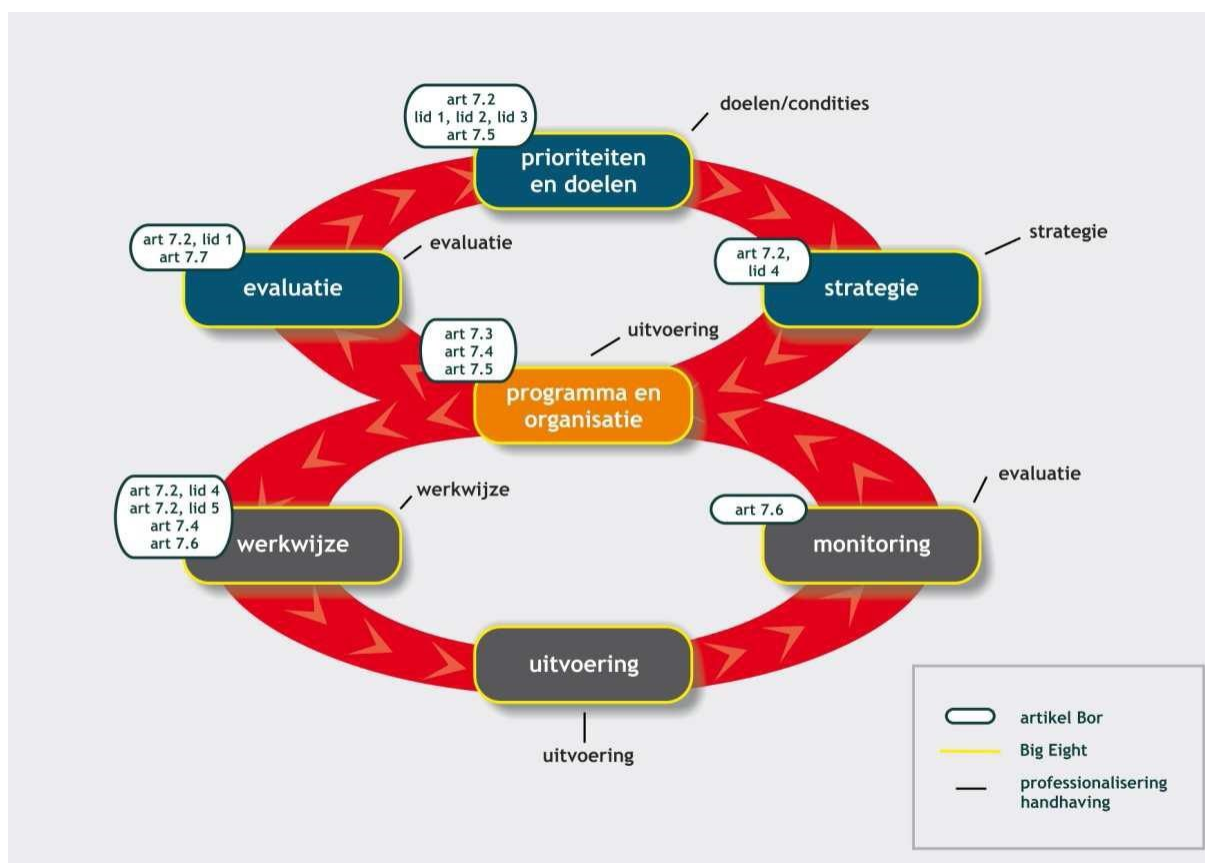 art 7.2
lid 1, lid 2, lid 3
art 7.5
doelen/condities
prioriteiten
en doelen
art 7.2, lid 1
art 7.7
evaluatie
evaluatie
art 7.2,
lid 4
strategie
strategie
art 7.3
art 7.4
art 7.5
uitvoering
programma en
organisatie
art 7.2, lid 4
art 7.2, lid 5
art 7.4
art 7.6
werkwijze
werkwijze
art 7.6
evaluatie
monitoring
uitvoering
uitvoering
artikel Bor
Big Eight
professionalisering
handhaving